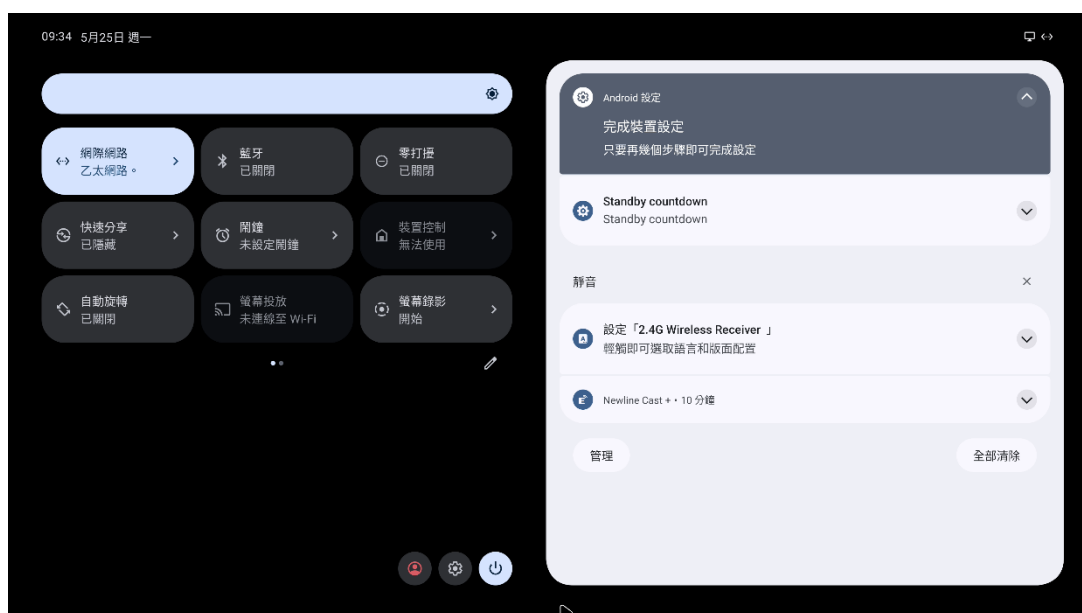 09:34 5月25日 週一
網際網路
乙太網路。
藍牙
已關閉
零打擾
已關閉
快速分享
已隱藏
鬧鐘
未設定鬧鐘
裝置控制
無法使用
自動旋轉
已關閉
螢幕投放
未連線至 Wi-Fi
螢幕錄影
開始
Android 設定
完成裝置設定
只要再幾個步驟即可完成設定
Standby countdown
Standby countdown
靜音
設定「2.4G Wireless Receiver 」
輕觸即可選取語言和版面配置
Newline Cast + • 10 分鐘
管理
全部清除